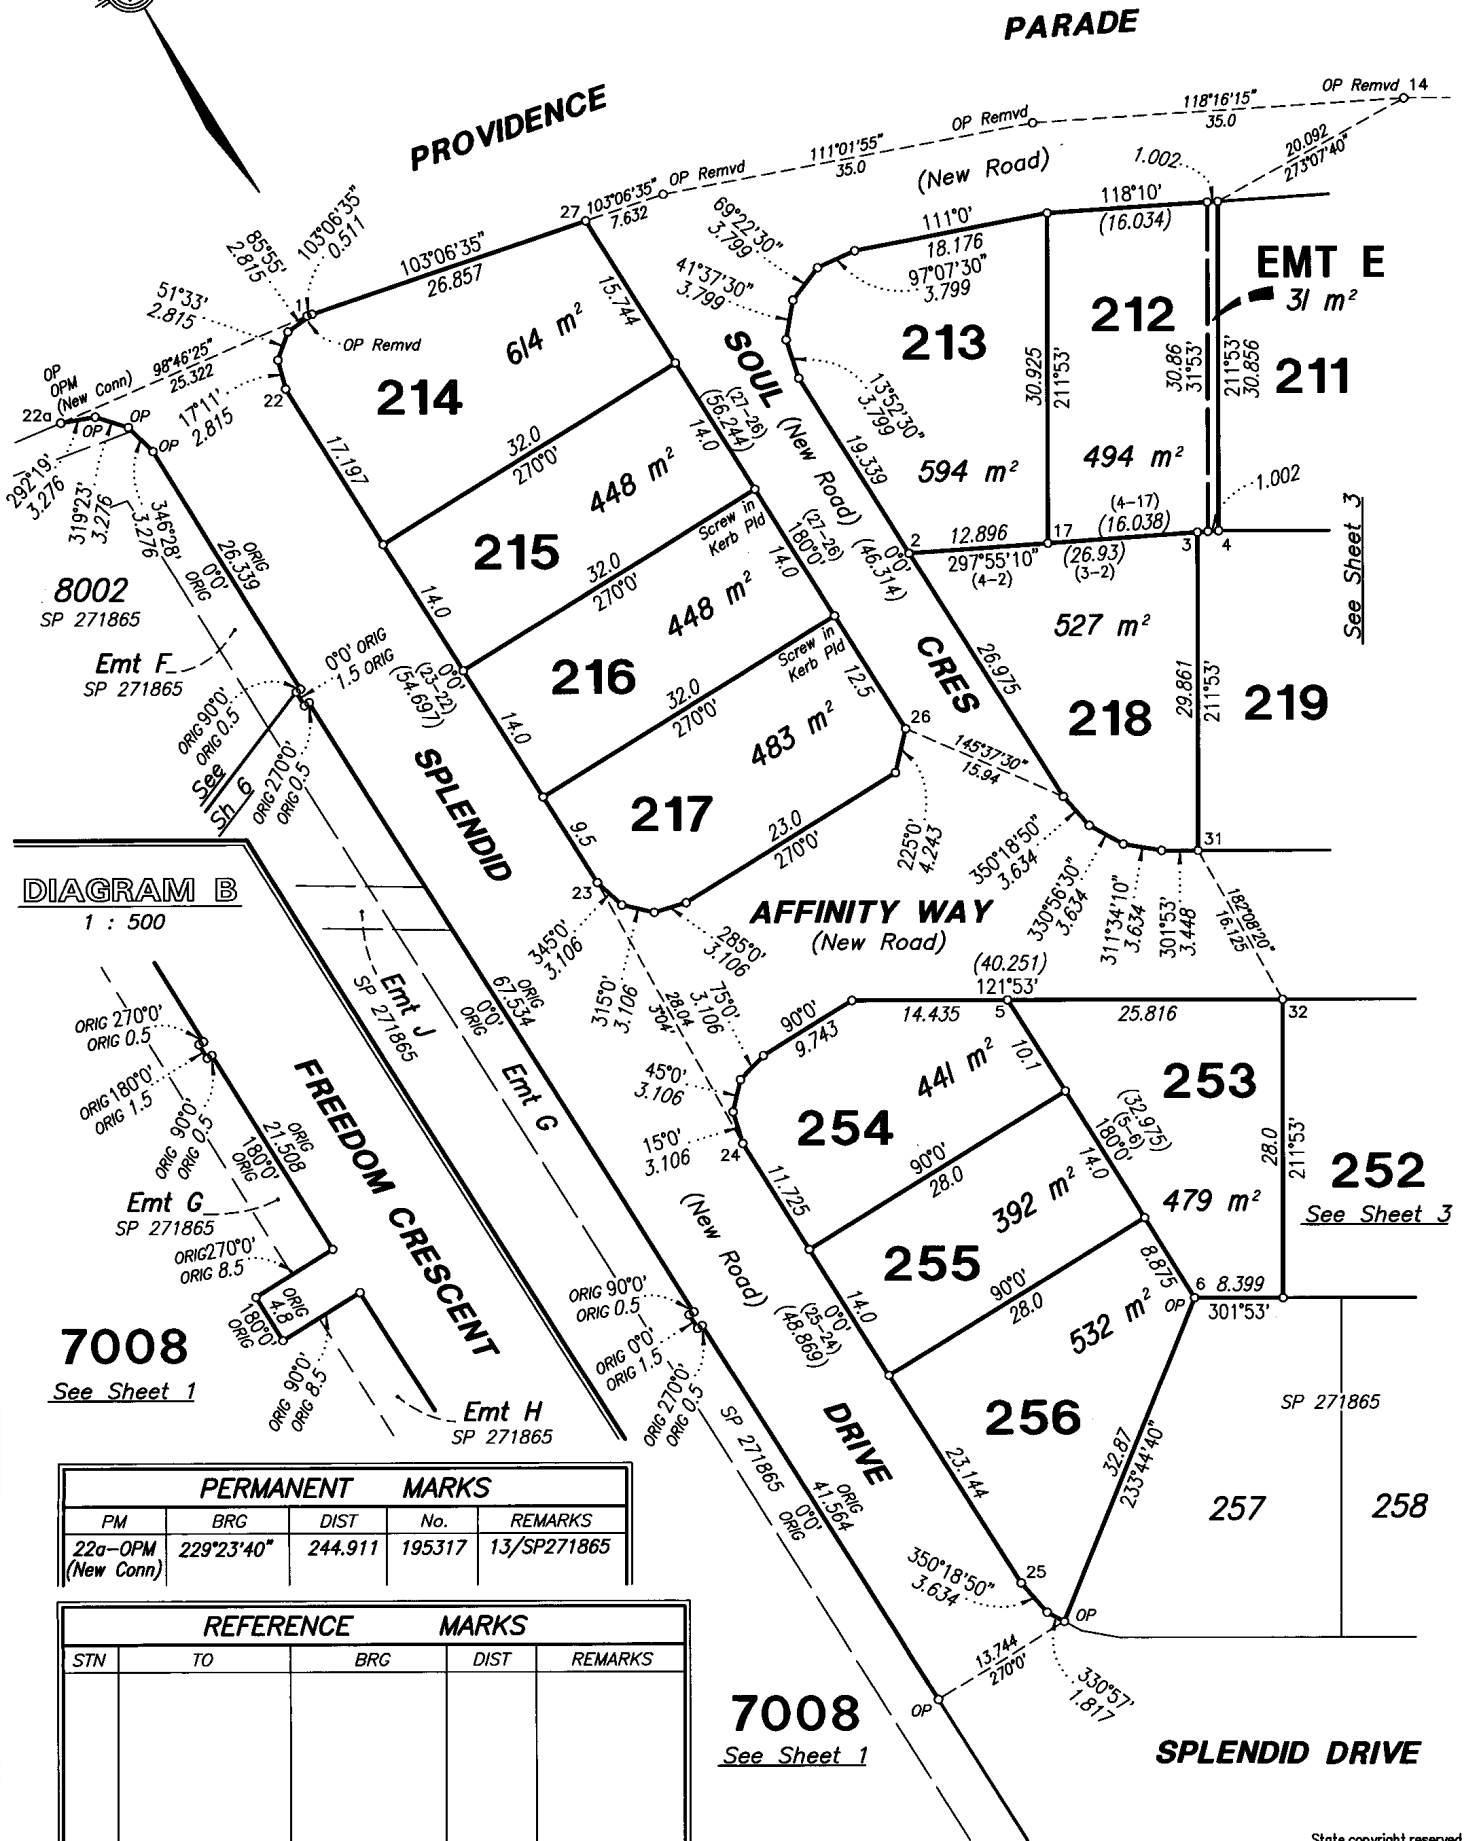 PARADE
PROVIDENCE
OP Remvd 14
118°16'15"
35.0
OP Remvd
20.092
273°07'40"
111°01'55"
35.0
(New Road)
1.002
OP Remvd
103°06'35"
7.632
27
118°10'
(16.034)
111°0'
18.176
69°22'30"
3.799
97°07'30"
3.799
41°37'30"
3.799
103°06'35"
0.511
85°55'
2.815
103°06'35"
26.857
EMT E
31 m²
51°33'
2.815
1
OP Remvd
15.744
614 m²
212
213
214
211
SOUL
(New Road)
30.925
211°53'
30.86
31°53'
211°53'
30.856
OP
OPM
(New Conn)
98°46'25"
25.322
22a
OP
OP
OP
17°11'
2.815
22
13°52'30"
3.799
(27-26)
(56.244)
14.0
19.339
17.197
32.0
270°0'
448 m²
594 m²
494 m²
292°19'
3.276
319°23'
3.276
346°28'
3.276
(4-17)
(16.038)
1.002
See Sheet 3
ORIG
26.339
0°0'
ORIG
Screw in
Kerb Pld
(27-26)
180°0'
14.0
0°0'
(46.314)
2
12.896
297°55'10"
(4-2)
17
(26.93)
(3-2)
3
4
215
8002
SP 271865
14.0
32.0
270°0'
448 m²
527 m²
Emt F
SP 271865
0°0' ORIG
1.5 ORIG
0°0'
(23-22)
(54.697)
216
Screw in
Kerb Pld
12.5
CRES
26.975
29.861
211°53'
218
219
ORIG 90°0'
ORIG 0.5
ORIG 270°0'
ORIG 0.5
See
Sh 6
14.0
32.0
270°0'
483 m²
26
145°37'30"
15.94
SPLENDID
217
9.5
23.0
270°0'
225°0'
4.243
350°18'50"
3.634
330°56'30"
3.634
311°34'10"
3.634
301°53'
3.448
31
182°08'20"
16.125
DIAGRAM B
1 : 500
23
AFFINITY WAY
(New Road)
345°0'
3.106
315°0'
3.106
285°0'
3.106
28.04
3°04'
(40.251)
121°53'
Emt J
SP 271865
ORIG
67.534
0°0'
ORIG
75°0'
3.106
90°0'
9.743
14.435
5
25.816
32
ORIG 270°0'
ORIG 0.5
ORIG 180°0'
ORIG 1.5
ORIG 90°0'
ORIG 0.5
ORIG
21.508
180°0'
ORIG
FREEDOM CRESCENT
Emt G
45°0'
3.106
15°0'
3.106
24
441 m²
10.1
254
253
(32.975)
(5-6)
180°0'
14.0
28.0
211°53'
252
See Sheet 3
Emt G
SP 271865
ORIG 270°0'
ORIG 8.5
(New Road)
11.725
90°0'
28.0
392 m²
479 m²
255
8.875
6
8.399
301°53'
OP
ORIG
4.8
180°0'
ORIG
7008
See Sheet 1
ORIG 90°0'
ORIG 8.5
Emt H
SP 271865
ORIG 90°0'
ORIG 0.5
ORIG 0°0'
ORIG 1.5
ORIG 270°0'
ORIG 0.5
14.0
0°0'
(25-24)
(48.869)
90°0'
28.0
532 m²
256
SP 271865
32.87
233°44'40"
DRIVE
23.144
SP 271865
ORIG
41.564
0°0'
ORIG
257
258
PERMANENT MARKS
PM BRG DIST No. REMARKS
22a-OPM 229°23'40" 244.911 195317 13/SP271865
(New Conn)
350°18'50"
3.634
25
OP
REFERENCE MARKS
STN TO BRG DIST REMARKS
13.744
270°0'
OP
330°57'
1.817
7008
See Sheet 1
SPLENDID DRIVE
State copyright reserved